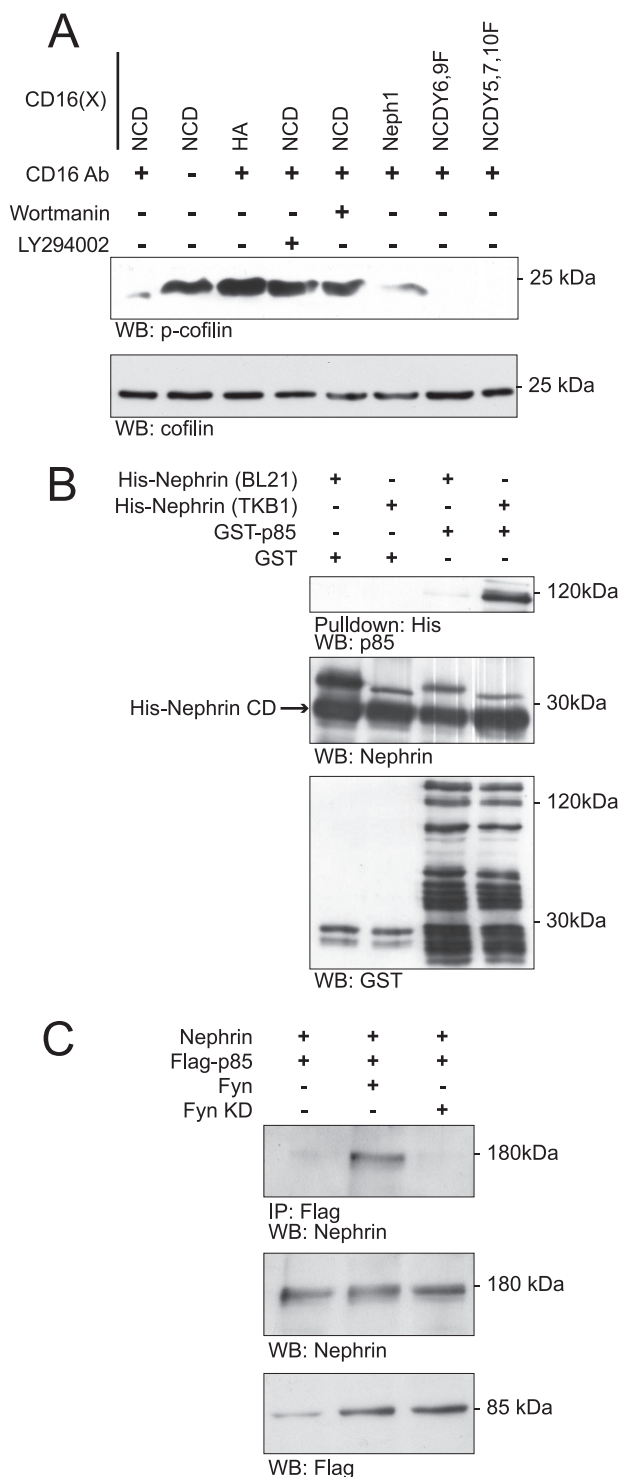 A
CD16(X)
NCD NCD HA NCD NCD Neph1 NCDY6,9F NCDY5,7,10F
CD16 Ab + - + + + + + +
Wortmanin - - - - + - - -
LY294002 - - - + - - - -
25 kDa
WB: p-cofilin
25 kDa
WB: cofilin
B
His-Nephrin (BL21) + - + -
His-Nephrin (TKB1) - + - +
GST-p85 - - + +
GST + + - -
120kDa
Pulldown: His
WB: p85
His-Nephrin CD
30kDa
WB: Nephrin
120kDa
30kDa
WB: GST
C
Nephrin + + +
Flag-p85 + + +
Fyn - + -
Fyn KD - - +
180kDa
IP: Flag
WB: Nephrin
180 kDa
WB: Nephrin
85 kDa
WB: Flag